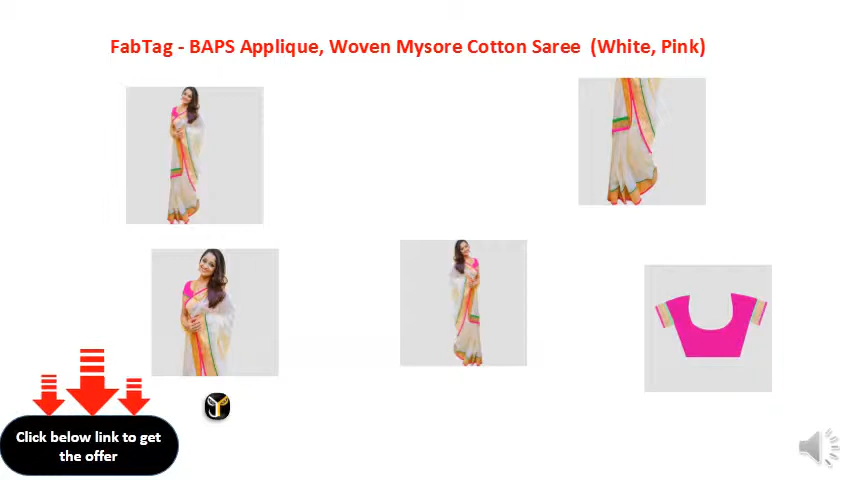 FabTag - BAPS Applique, Woven Mysore Cotton Saree  (White, Pink)
Click below link to get
the offer